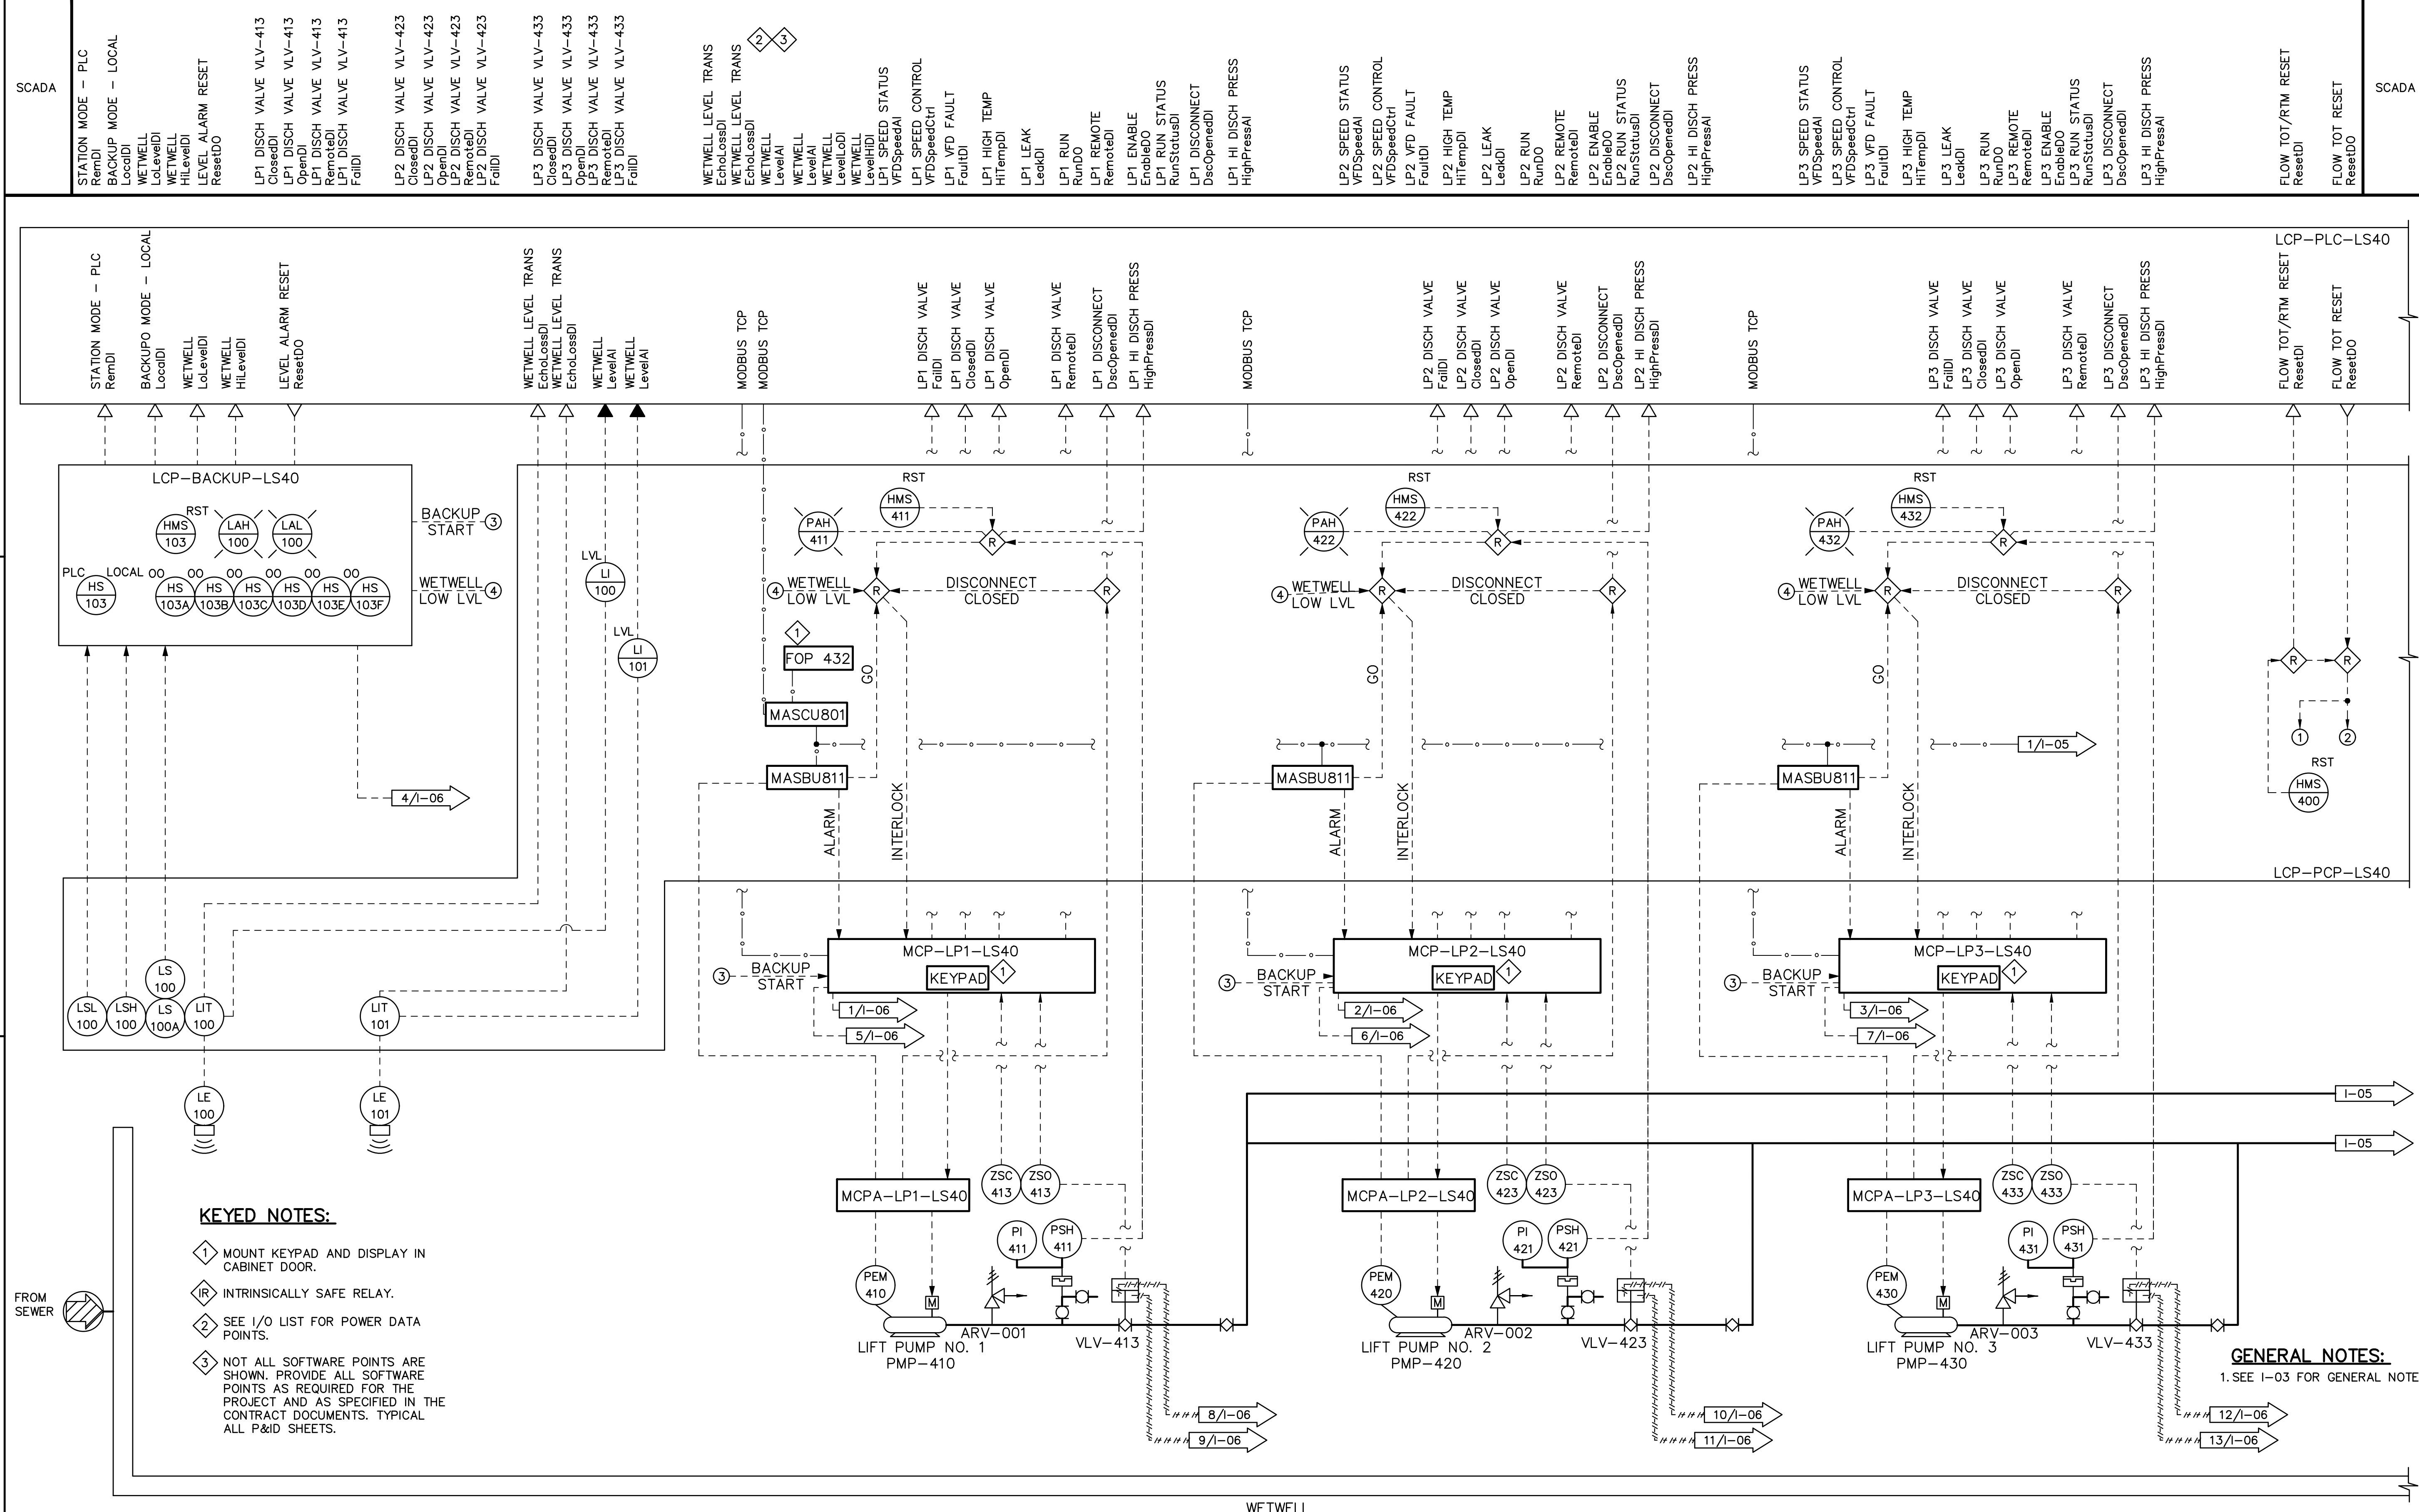 SCADA
STATION MODE – PLC
RemDI
BACKUP MODE – LOCAL
LocalDI
WETWELL
LoLevelDI
WETWELL
HiLevelDI
LEVEL ALARM RESET
ResetDO
LP1 DISCH VALVE VLV-413
ClosedDI
LP1 DISCH VALVE VLV-413
OpenDI
LP1 DISCH VALVE VLV-413
RemoteDI
LP1 DISCH VALVE VLV-413
FailDI
LP2 DISCH VALVE VLV-423
ClosedDI
LP2 DISCH VALVE VLV-423
OpenDI
LP2 DISCH VALVE VLV-423
RemoteDI
LP2 DISCH VALVE VLV-423
FailDI
LP3 DISCH VALVE VLV-433
ClosedDI
LP3 DISCH VALVE VLV-433
OpenDI
LP3 DISCH VALVE VLV-433
RemoteDI
LP3 DISCH VALVE VLV-433
FailDI
WETWELL LEVEL TRANS
EchoLossDI
WETWELL LEVEL TRANS
EchoLossDI
2 3
WETWELL
LevelAI
WETWELL
LevelAI
WETWELL
LevelLoDI
WETWELL
LevelHiDI
LP1 SPEED STATUS
VFDSpeedAI
LP1 SPEED CONTROL
VFDSpeedCtrl
LP1 VFD FAULT
FaultDI
LP1 HIGH TEMP
HiTempDI
LP1 LEAK
LeakDI
LP1 RUN
RunDO
LP1 REMOTE
RemoteDI
LP1 ENABLE
EnableDO
LP1 RUN STATUS
RunStatusDI
LP1 DISCONNECT
DscOpenedDI
LP1 HI DISCH PRESS
HighPressAI
LP2 SPEED STATUS
VFDSpeedAI
LP2 SPEED CONTROL
VFDSpeedCtrl
LP2 VFD FAULT
FaultDI
LP2 HIGH TEMP
HiTempDI
LP2 LEAK
LeakDI
LP2 RUN
RunDO
LP2 REMOTE
RemoteDI
LP2 ENABLE
EnableDO
LP2 RUN STATUS
RunStatusDI
LP2 DISCONNECT
DscOpenedDI
LP2 HI DISCH PRESS
HighPressAI
LP3 SPEED STATUS
VFDSpeedAI
LP3 SPEED CONTROL
VFDSpeedCtrl
LP3 VFD FAULT
FaultDI
LP3 HIGH TEMP
HiTempDI
LP3 LEAK
LeakDI
LP3 RUN
RunDO
LP3 REMOTE
RemoteDI
LP3 ENABLE
EnableDO
LP3 RUN STATUS
RunStatusDI
LP3 DISCONNECT
DscOpenedDI
LP3 HI DISCH PRESS
HighPressAI
FLOW TOT/RTM RESET
ResetDI
FLOW TOT RESET
ResetDO
SCADA
LCP-PLC-LS40
STATION MODE – PLC
RemDI
BACKUPO MODE – LOCAL
LocalDI
WETWELL
LoLevelDI
WETWELL
HiLevelDI
LEVEL ALARM RESET
ResetDO
WETWELL LEVEL TRANS
EchoLossDI
WETWELL LEVEL TRANS
EchoLossDI
WETWELL
LevelAI
WETWELL
LevelAI
MODBUS TCP
MODBUS TCP
LP1 DISCH VALVE
FailDI
LP1 DISCH VALVE
ClosedDI
LP1 DISCH VALVE
OpenDI
LP1 DISCH VALVE
RemoteDI
LP1 DISCONNECT
DscOpenedDI
LP1 HI DISCH PRESS
HighPressDI
MODBUS TCP
LP2 DISCH VALVE
FailDI
LP2 DISCH VALVE
ClosedDI
LP2 DISCH VALVE
OpenDI
LP2 DISCH VALVE
RemoteDI
LP2 DISCONNECT
DscOpenedDI
LP2 HI DISCH PRESS
HighPressDI
MODBUS TCP
LP3 DISCH VALVE
FailDI
LP3 DISCH VALVE
ClosedDI
LP3 DISCH VALVE
OpenDI
LP3 DISCH VALVE
RemoteDI
LP3 DISCONNECT
DscOpenedDI
LP3 HI DISCH PRESS
HighPressDI
FLOW TOT/RTM RESET
ResetDI
FLOW TOT RESET
ResetDO
LCP-BACKUP-LS40
HMS 103
RST
LAH 100
LAL 100
PLC
LOCAL
HS 103
OO OO OO OO OO OO
HS 103A
HS 103B
HS 103C
HS 103D
HS 103E
HS 103F
BACKUP
START
3
WETWELL
LOW LVL
4
4/I-06
LVL
LI 100
LVL
LI 101
RST
HMS 411
PAH 411
R
4
WETWELL
LOW LVL
R
DISCONNECT
CLOSED
R
1
FOP 432
GO
MASCU801
MASBU811
ALARM
INTERLOCK
RST
HMS 422
PAH 422
R
4
WETWELL
LOW LVL
R
DISCONNECT
CLOSED
R
GO
MASBU811
ALARM
INTERLOCK
RST
HMS 432
PAH 432
R
4
WETWELL
LOW LVL
R
DISCONNECT
CLOSED
R
GO
1/I-05
MASBU811
ALARM
INTERLOCK
R
R
1
2
RST
HMS 400
LCP-PCP-LS40
LSL 100
LSH 100
LS 100
LS 100A
LIT 100
LIT 101
LE 100
LE 101
MCP-LP1-LS40
KEYPAD
1
3
BACKUP
START
1/I-06
5/I-06
MCP-LP2-LS40
KEYPAD
1
3
BACKUP
START
2/I-06
6/I-06
MCP-LP3-LS40
KEYPAD
1
3
BACKUP
START
3/I-06
7/I-06
I-05
I-05
MCPA-LP1-LS40
ZSC 413
ZSO 413
PI 411
PSH 411
PEM 410
M
ARV-001
VLV-413
LIFT PUMP NO. 1
PMP-410
8/I-06
9/I-06
MCPA-LP2-LS40
ZSC 423
ZSO 423
PI 421
PSH 421
PEM 420
M
ARV-002
VLV-423
LIFT PUMP NO. 2
PMP-420
10/I-06
11/I-06
MCPA-LP3-LS40
ZSC 433
ZSO 433
PI 431
PSH 431
PEM 430
M
ARV-003
VLV-433
LIFT PUMP NO. 3
PMP-430
12/I-06
13/I-06
KEYED NOTES:
1 MOUNT KEYPAD AND DISPLAY IN
CABINET DOOR.
IR INTRINSICALLY SAFE RELAY.
2 SEE I/O LIST FOR POWER DATA
POINTS.
3 NOT ALL SOFTWARE POINTS ARE
SHOWN. PROVIDE ALL SOFTWARE
POINTS AS REQUIRED FOR THE
PROJECT AND AS SPECIFIED IN THE
CONTRACT DOCUMENTS. TYPICAL
ALL P&ID SHEETS.
FROM
SEWER
GENERAL NOTES:
1. SEE I-03 FOR GENERAL NOTE
WETWELL